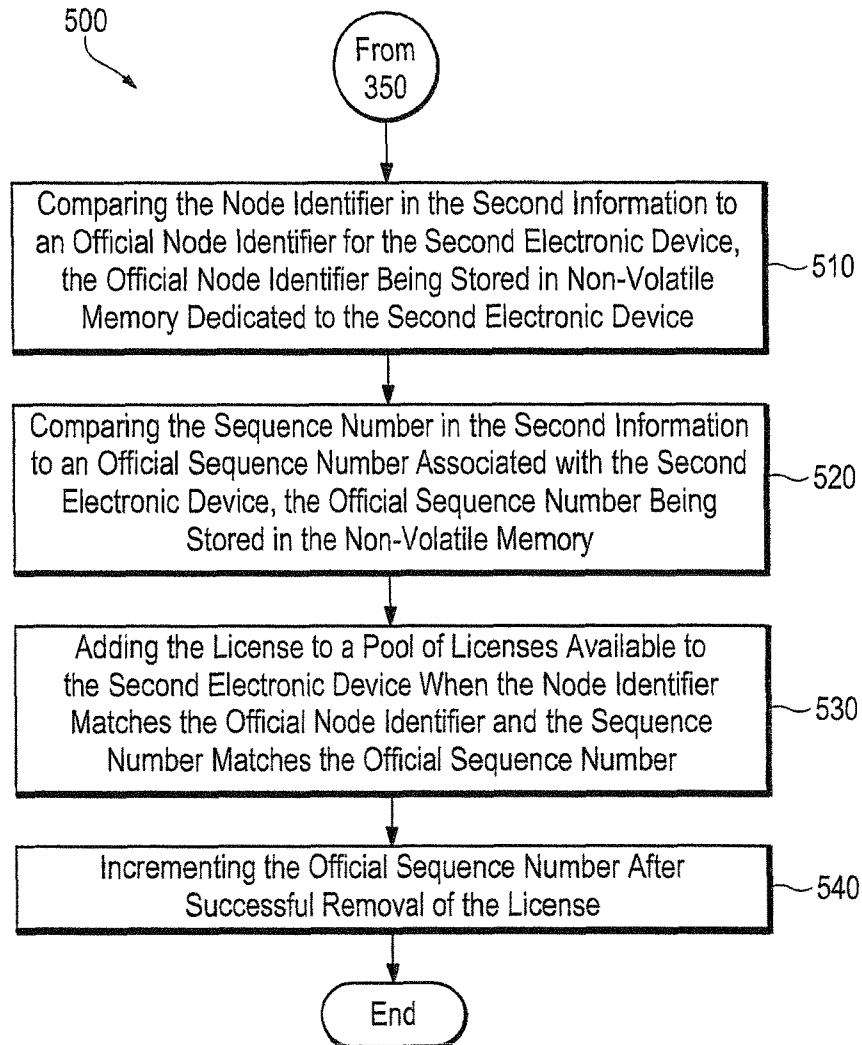 500
From
350
Comparing the Node Identifier in the Second Information to
an Official Node Identifier for the Second Electronic Device,
the Official Node Identifier Being Stored in Non-Volatile
Memory Dedicated to the Second Electronic Device
510
Comparing the Sequence Number in the Second Information
to an Official Sequence Number Associated with the Second
Electronic Device, the Official Sequence Number Being
Stored in the Non-Volatile Memory
520
Adding the License to a Pool of Licenses Available to
the Second Electronic Device When the Node Identifier
Matches the Official Node Identifier and the Sequence
Number Matches the Official Sequence Number
530
Incrementing the Official Sequence Number After
Successful Removal of the License
540
End